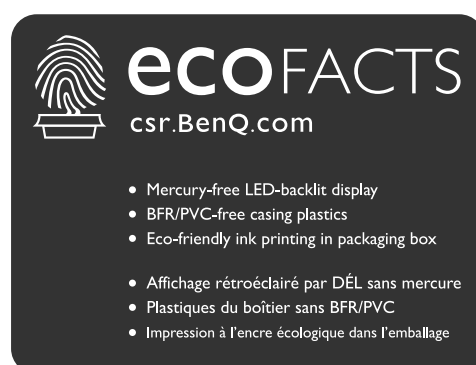 ecoFACTS
csr.BenQ.com
• Mercury-free LED-backlit display
• BFR/PVC-free casing plastics
• Eco-friendly ink printing in packaging box
• Affichage rétroéclairé par DÉL sans mercure
• Plastiques du boîtier sans BFR/PVC
• Impression à l'encre écologique dans l'emballage